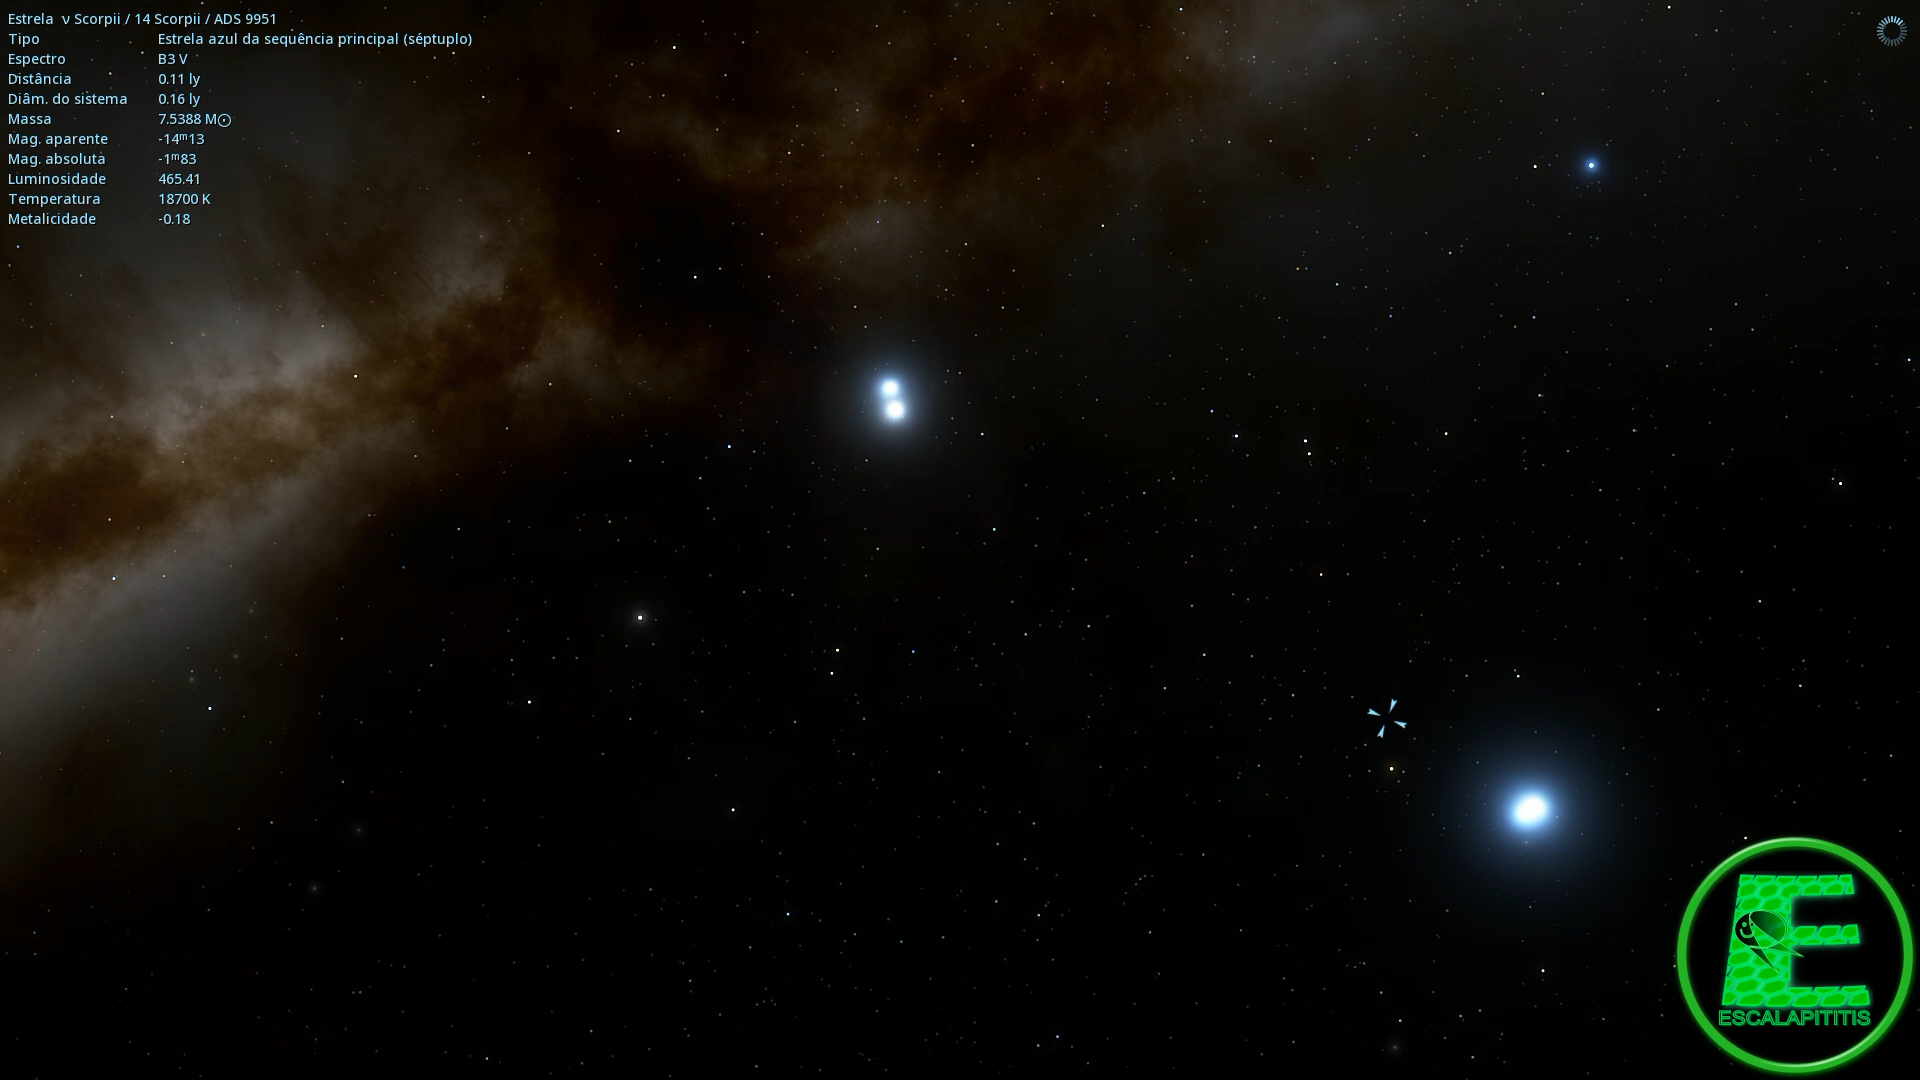 Estrela ν Scorpii / 14 Scorpii / ADS 9951
Tipo Estrela azul da sequência principal (séptuplo)
Espectro B3 V
Distância 0.11 ly
Diâm. do sistema 0.16 ly
Massa 7.5388 M☉
Mag. aparente -14ᵐ13
Mag. absoluta -1ᵐ83
Luminosidade 465.41
Temperatura 18700 K
Metalicidade -0.18
E
ESCALAPITITIS